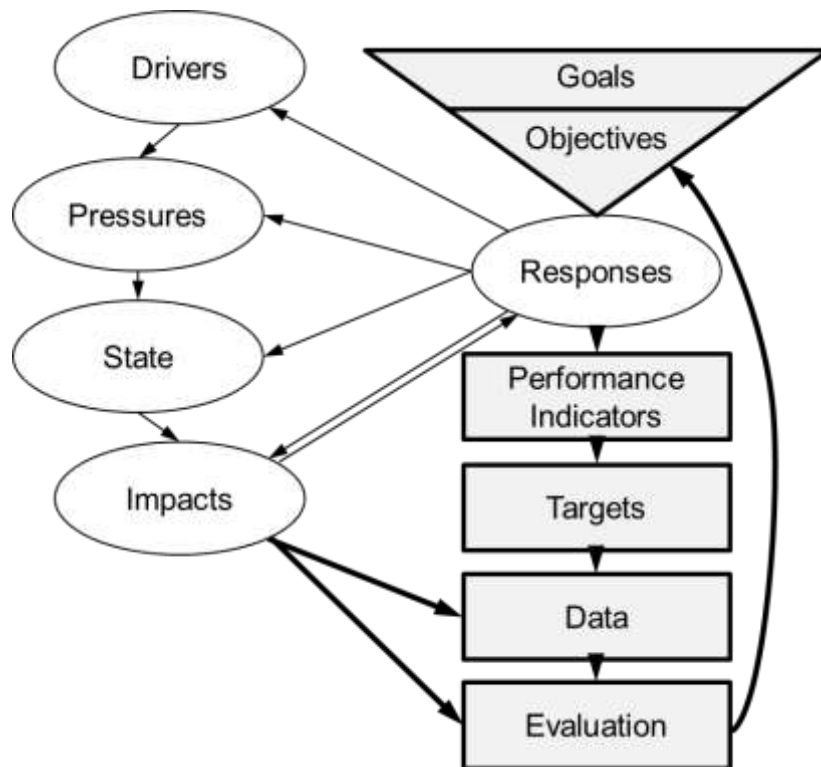 Drivers
Goals
Objectives
Pressures
Responses
State
Performance
Indicators
Impacts
Targets
Data
Evaluation